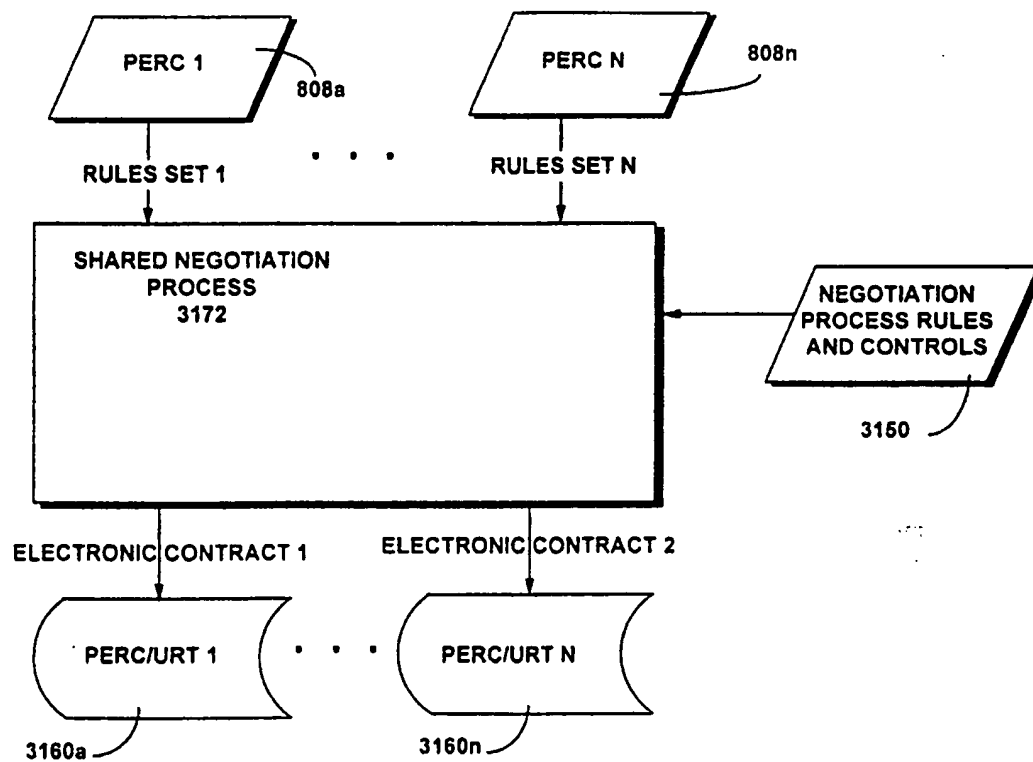 PERC 1
808a
PERC N
808n
RULES SET 1
RULES SET N
SHARED NEGOTIATION
PROCESS
3172
NEGOTIATION
PROCESS RULES
AND CONTROLS
3150
ELECTRONIC CONTRACT 1
ELECTRONIC CONTRACT 2
PERC/URT 1
PERC/URT N
3160a
3160n